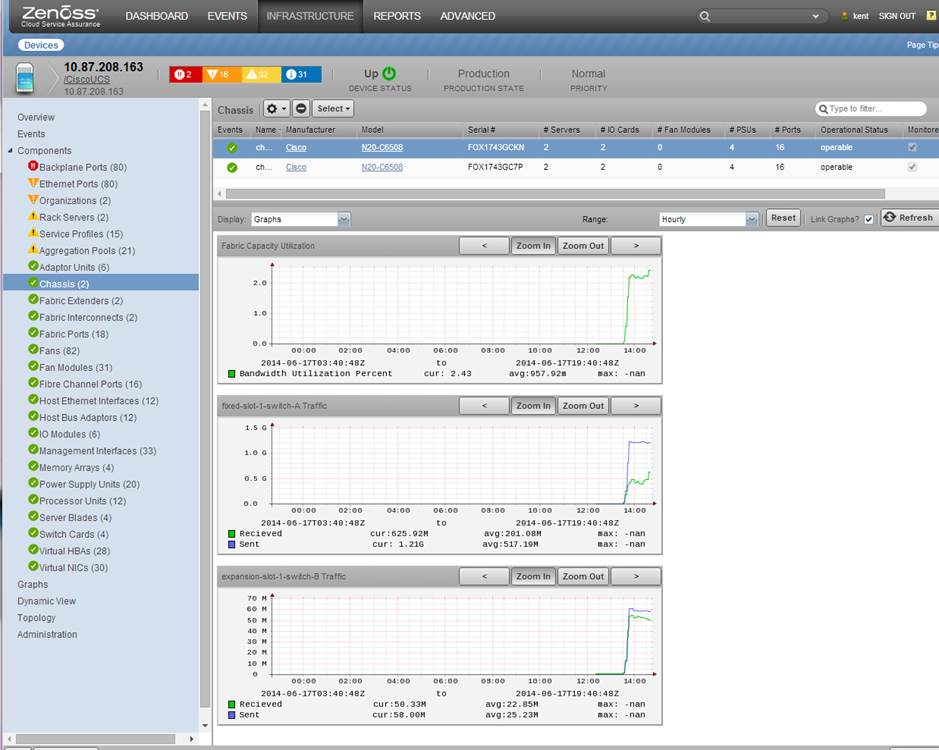 Zenoss
Cloud Service Assurance
DASHBOARD EVENTS INFRASTRUCTURE REPORTS ADVANCED
kent SIGN OUT ?
Devices
Page Tip
10.87.208.163
/CiscoUCS
10.87.208.163
2 16 32 31
Up
DEVICE STATUS
Production
PRODUCTION STATE
Normal
PRIORITY
Overview
Events
Components
Backplane Ports (80)
Ethernet Ports (80)
Organizations (2)
Rack Servers (2)
Service Profiles (15)
Aggregation Pools (21)
Adaptor Units (6)
Chassis (2)
Fabric Extenders (2)
Fabric Interconnects (2)
Fabric Ports (18)
Fans (82)
Fan Modules (31)
Fibre Channel Ports (16)
Host Ethernet Interfaces (12)
Host Bus Adaptors (12)
IO Modules (6)
Management Interfaces (33)
Memory Arrays (4)
Power Supply Units (20)
Processor Units (12)
Server Blades (4)
Switch Cards (4)
Virtual HBAs (28)
Virtual NICs (30)
Graphs
Dynamic View
Topology
Administration
Chassis Select Type to filter...
Events Name Manufacturer Model Serial # # Servers # IO Cards # Fan Modules # PSUs # Ports Operational Status Monitore
ch... Cisco N20-C6508 FOX1743GCKN 2 2 0 4 16 operable
ch... Cisco N20-C6508 FOX1743GC7P 2 2 0 4 16 operable
Display: Graphs Range: Hourly Reset Link Graphs? Refresh
Fabric Capacity Utilization < Zoom In Zoom Out >
2.0
1.0
0.0
00:00 02:00 04:00 06:00 08:00 10:00 12:00 14:00
2014-06-17T03:40:48Z to 2014-06-17T19:40:48Z
Bandwidth Utilization Percent cur: 2.43 avg:957.92m max: -nan
fixed-slot-1-switch-A Traffic < Zoom In Zoom Out >
1.5 G
1.0 G
0.5 G
0.0
00:00 02:00 04:00 06:00 08:00 10:00 12:00 14:00
2014-06-17T03:40:48Z to 2014-06-17T19:40:48Z
Recieved cur:625.92M avg:201.08M max: -nan
Sent cur: 1.21G avg:517.19M max: -nan
expansion-slot-1-switch-B Traffic < Zoom In Zoom Out >
70 M
60 M
50 M
40 M
30 M
20 M
10 M
0
00:00 02:00 04:00 06:00 08:00 10:00 12:00 14:00
2014-06-17T03:40:48Z to 2014-06-17T19:40:48Z
Recieved cur:50.33M avg:22.85M max: -nan
Sent cur:58.00M avg:25.23M max: -nan